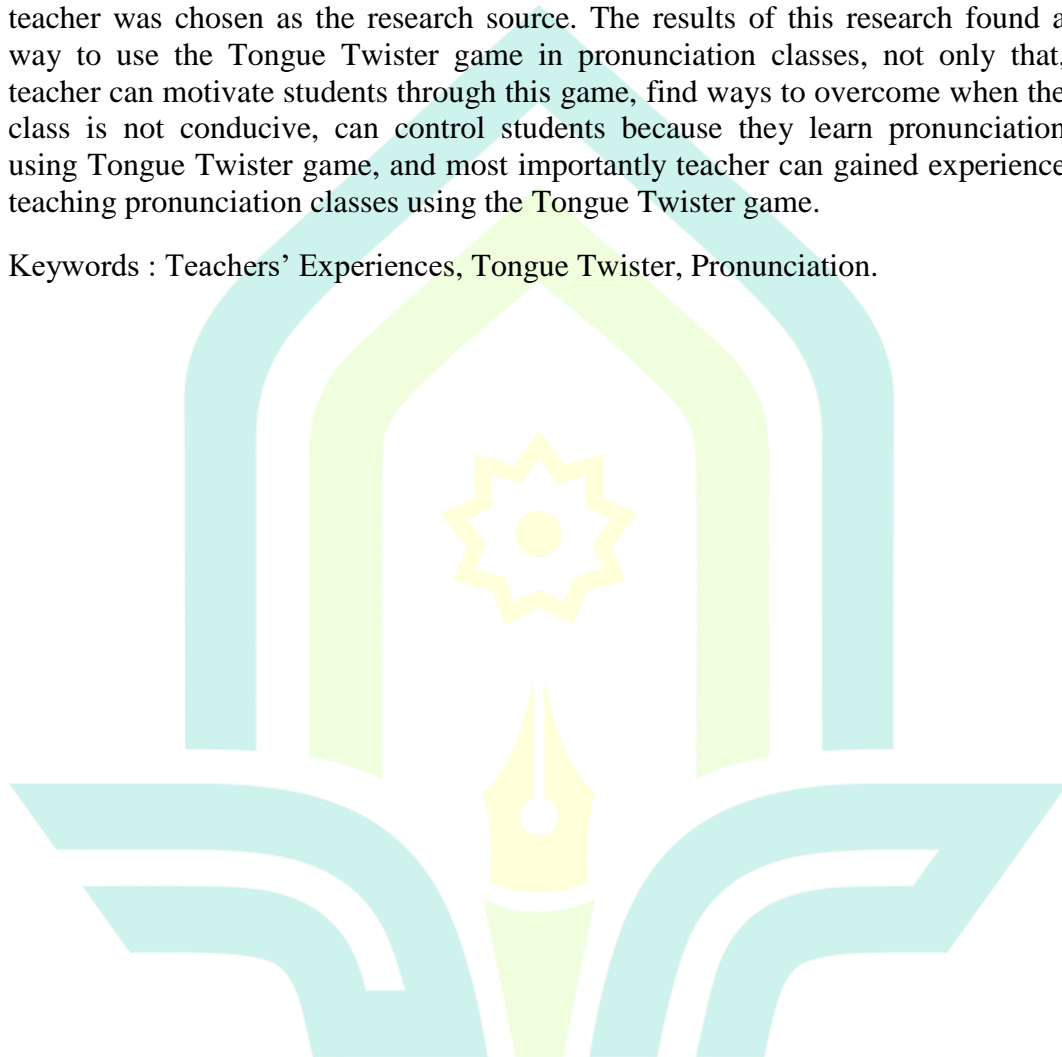 teacher was chosen as the research source. The results of this research found a
way to use the Tongue Twister game in pronunciation classes, not only that,
teacher can motivate students through this game, find ways to overcome when the
class is not conducive, can control students because they learn pronunciation
using Tongue Twister game, and most importantly teacher can gained experience
teaching pronunciation classes using the Tongue Twister game.
Keywords : Teachers’ Experiences, Tongue Twister, Pronunciation.